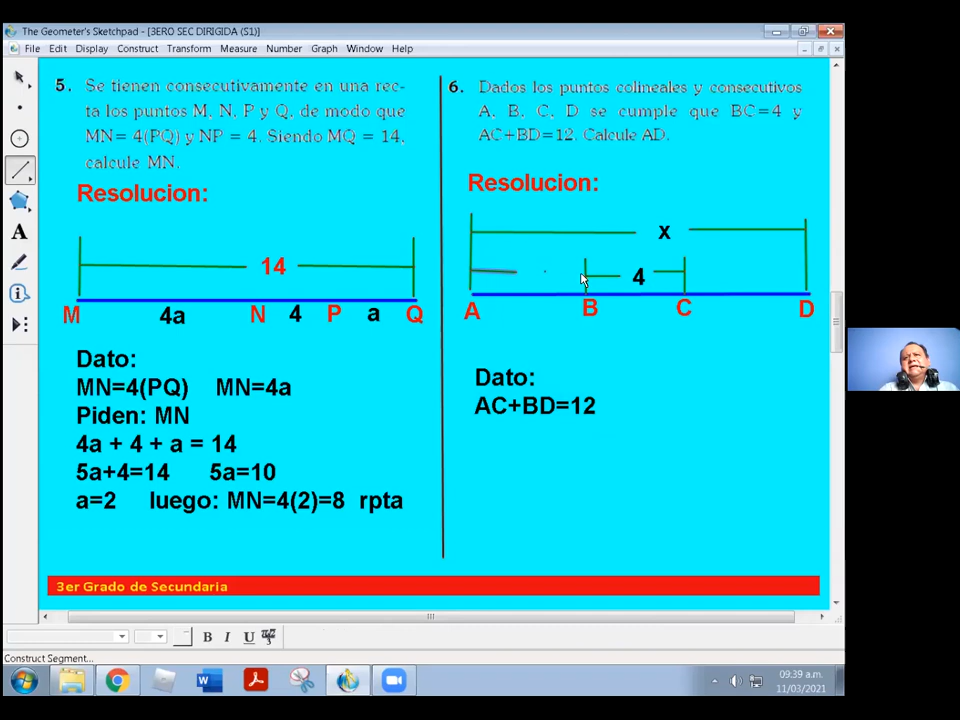 The Geometer's Sketchpad - [3ERO SEC DIRIGIDA (S1)]
File Edit Display Construct Transform Measure Number Graph Window Help
5. Se tienen consecutivamente en una rec-
ta los puntos M, N, P y Q, de modo que
MN= 4(PQ) y NP = 4. Siendo MQ = 14,
calcule MN.
Resolucion:
14
M 4a N 4 P a Q
Dato:
MN=4(PQ) MN=4a
Piden: MN
4a + 4 + a = 14
5a+4=14 5a=10
a=2 luego: MN=4(2)=8 rpta
6. Dados los puntos colineales y consecutivos
A, B, C, D se cumple que BC=4 y
AC+BD=12. Calcule AD.
Resolucion:
x
4
A B C D
Dato:
AC+BD=12
3er Grado de Secundaria
B I U
Construct Segment...
09:39 a.m.
11/03/2021